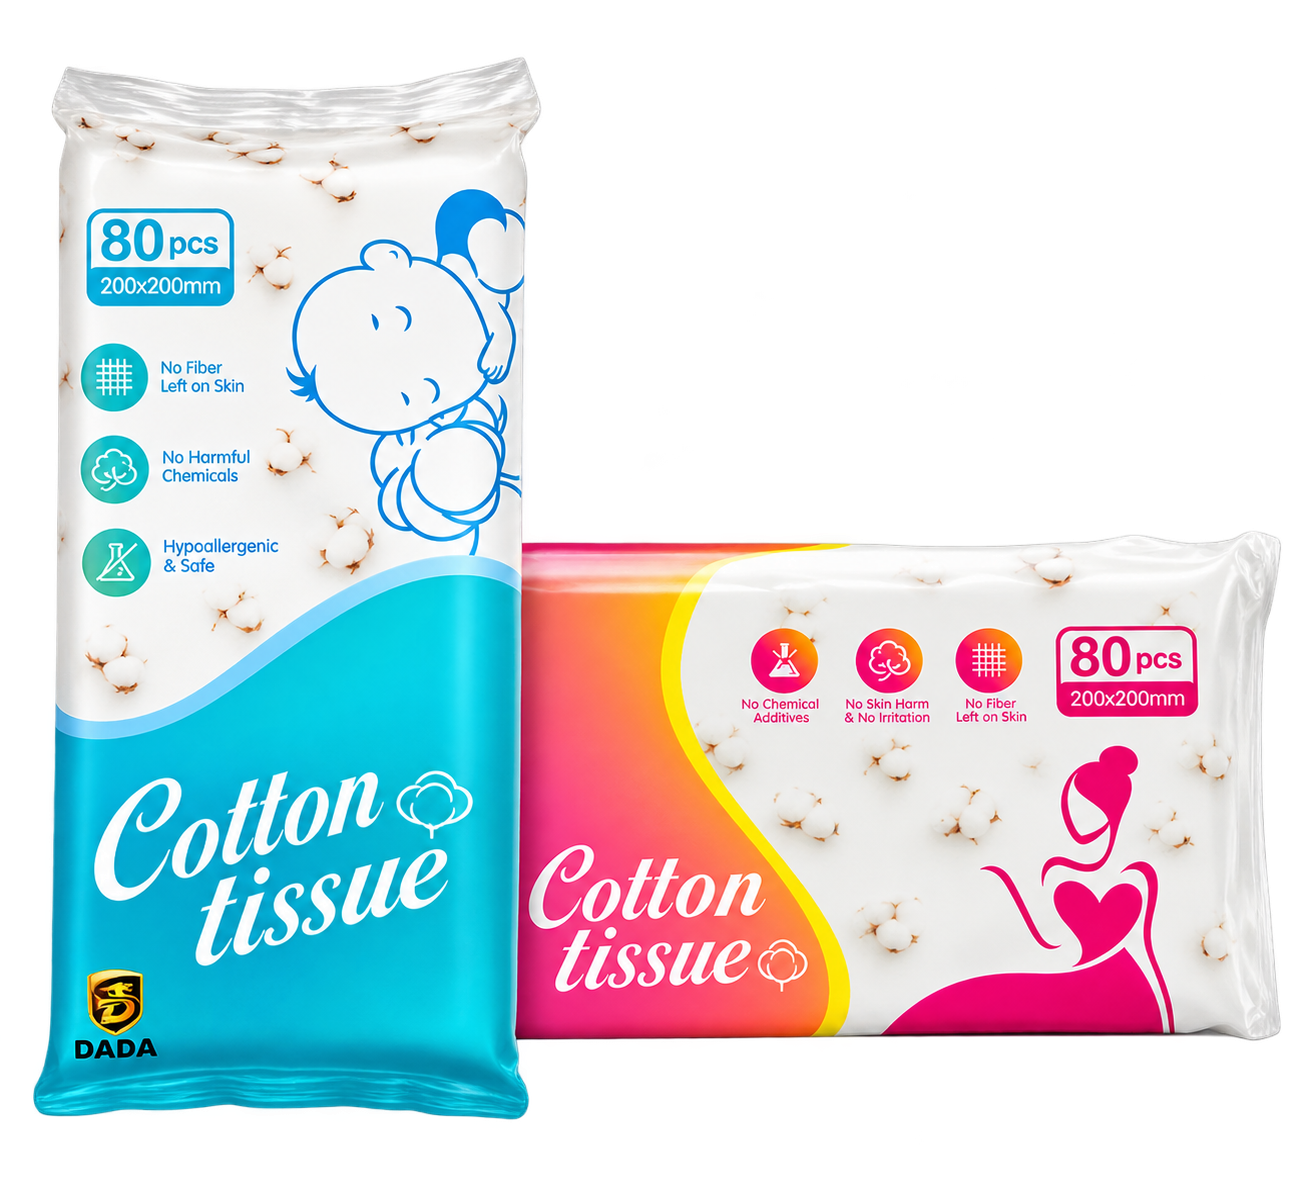 80 pcs
200x200mm
No Fiber
Left on Skin
No Harmful
Chemicals
Hypoallergenic
& Safe
Cotton
tissue
DADA
No Chemical
Additives
No Skin Harm
& No Irritation
No Fiber
Left on Skin
80 pcs
200x200mm
Cotton
tissue